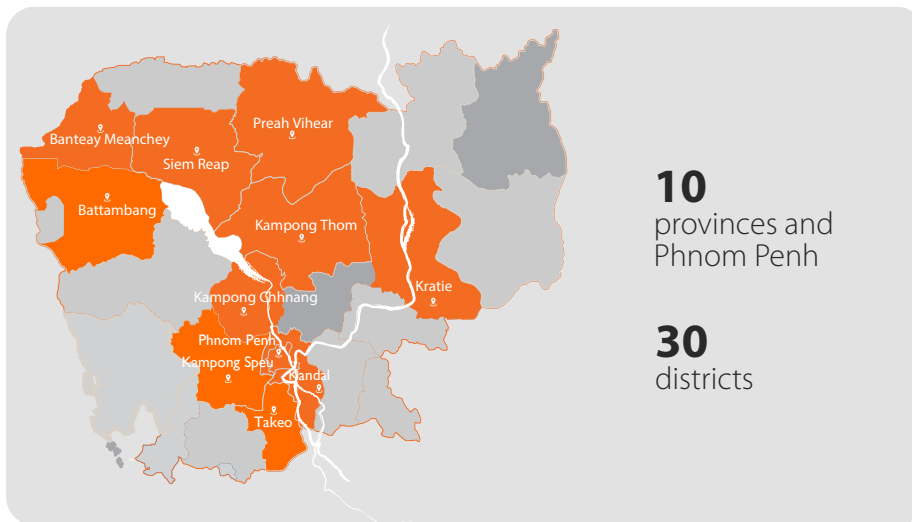 Preah Vihear
Banteay Meanchey
Siem Reap
Battambang
Kampong Thom
Kratie
Kampong Chhnang
Phnom Penh
Kampong Speu
Kandal
Takeo
10
provinces and
Phnom Penh
30
districts